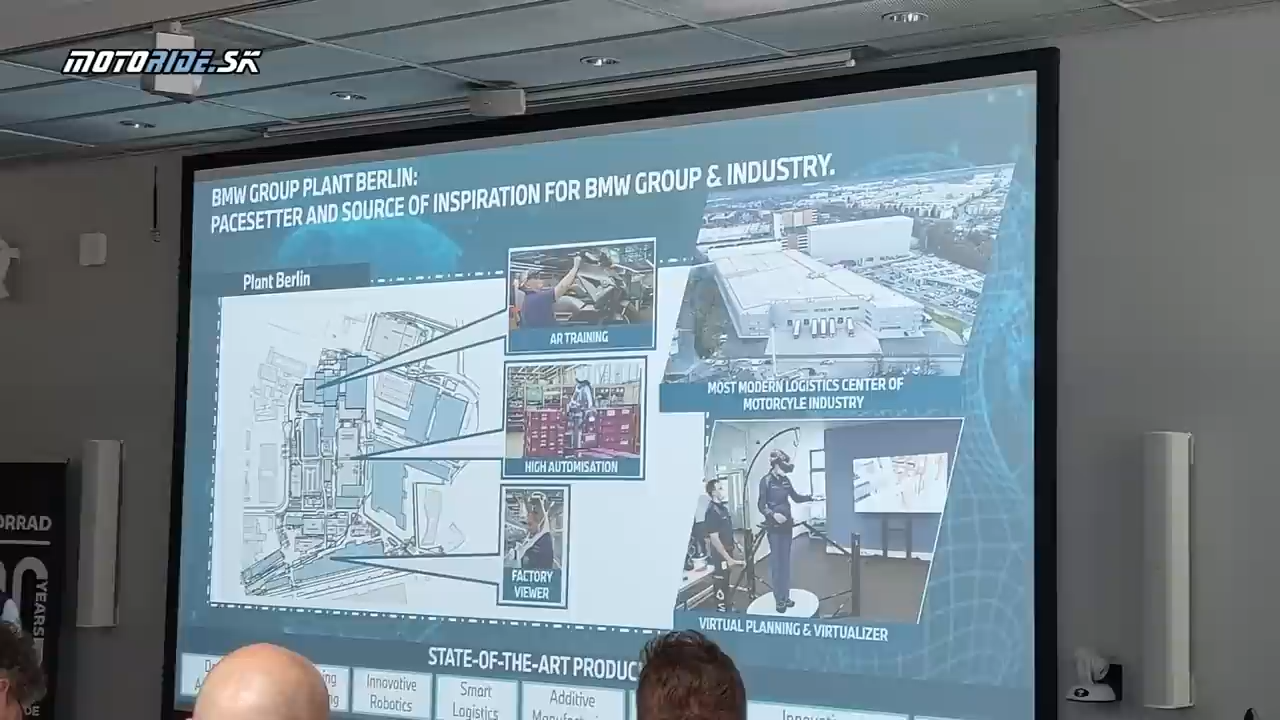 MOTORIDE.SK
BMW GROUP PLANT BERLIN:
PACESETTER AND SOURCE OF INSPIRATION FOR BMW GROUP & INDUSTRY.
Plant Berlin
AR TRAINING
HIGH AUTOMISATION
FACTORY
VIEWER
MOST MODERN LOGISTICS CENTER OF
MOTORCYLE INDUSTRY
VIRTUAL PLANNING & VIRTUALIZER
STATE-OF-THE-ART PRODUC
Innovative
Robotics
Smart
Logistics
Additive
ORRAD
YEARS